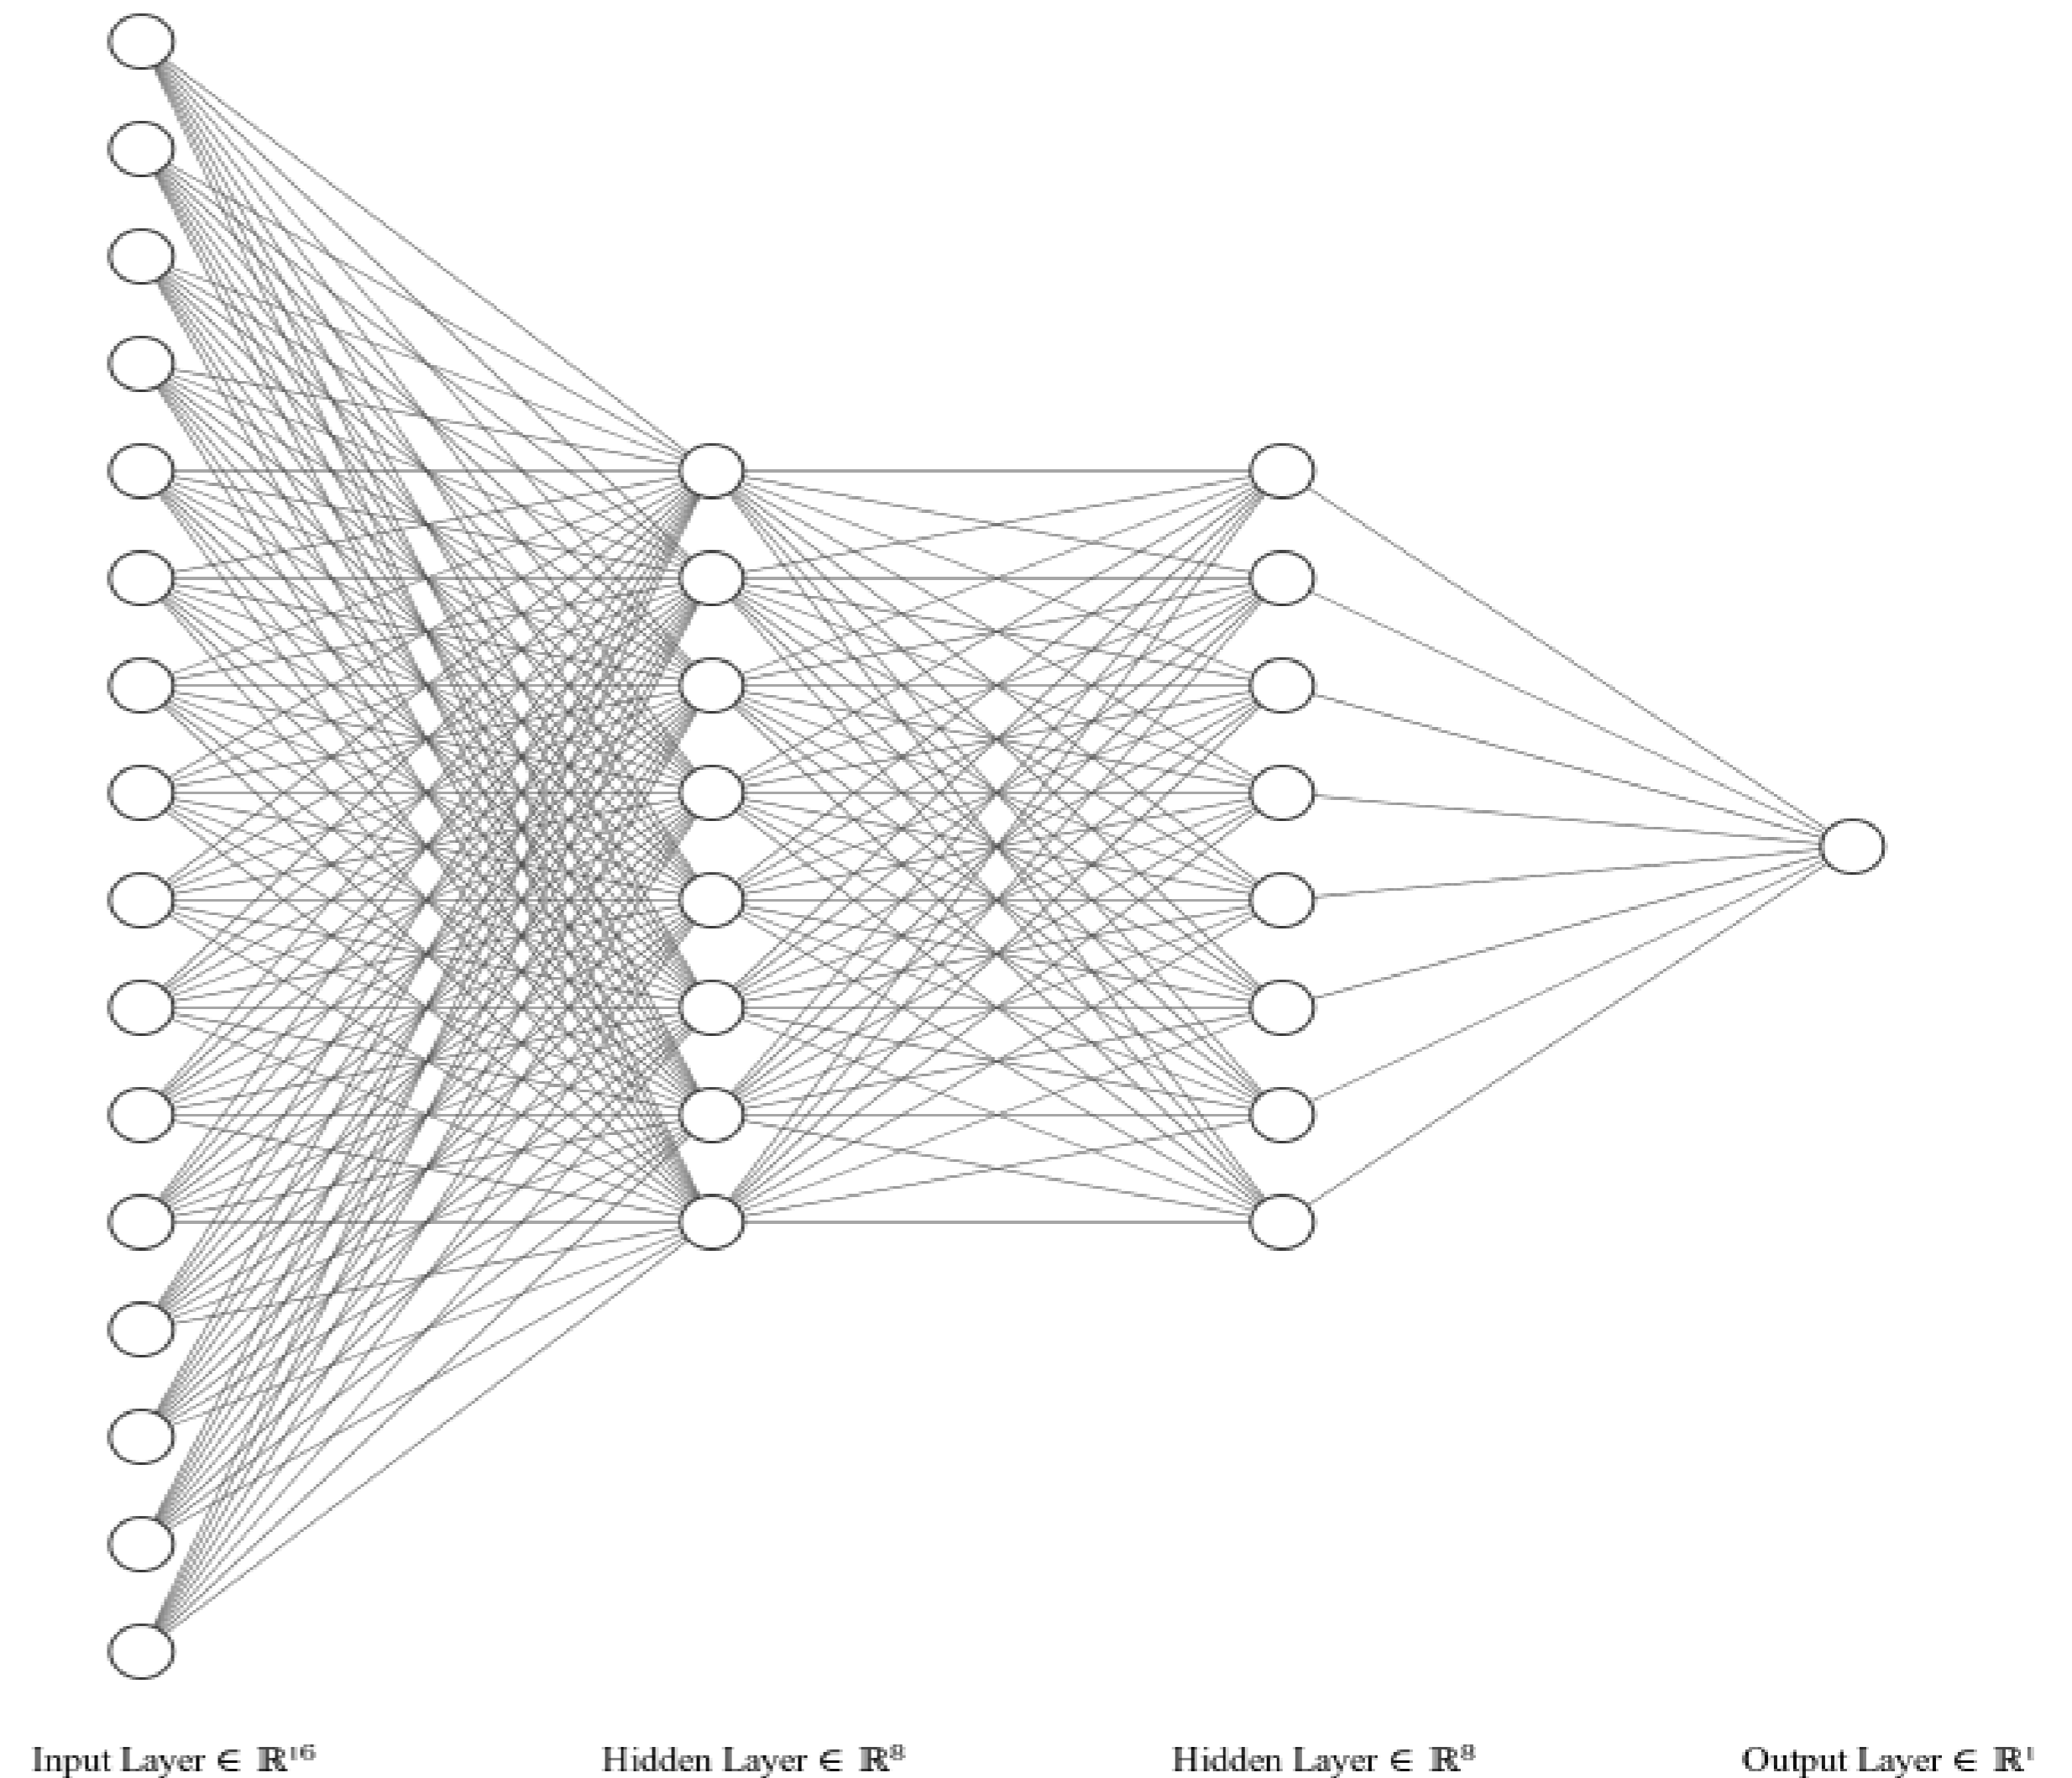 Input Layer ∈ ℝ¹⁶
Hidden Layer ∈ ℝ⁸
Hidden Layer ∈ ℝ⁸
Output Layer ∈ ℝ¹